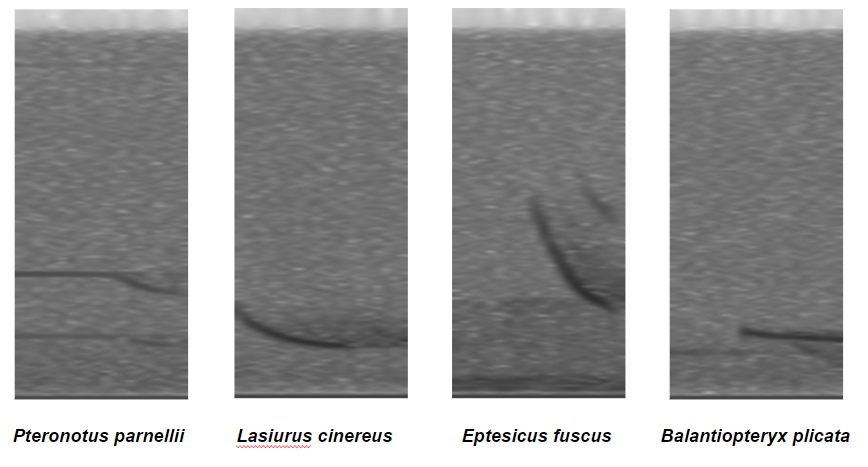 Pteronotus parnellii Lasiurus cinereus Eptesicus fuscus Balantiopteryx plicata